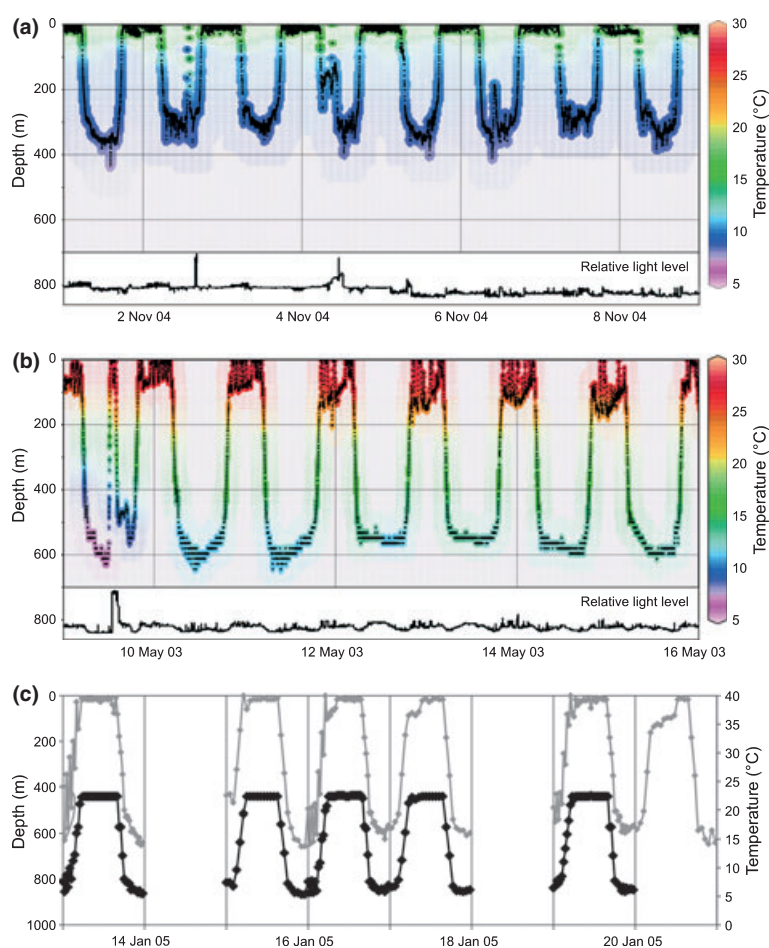 (a)
0
200
400
600
800
Depth (m)
Relative light level
2 Nov 04
4 Nov 04
6 Nov 04
8 Nov 04
30
25
20
15
10
5
Temperature (°C)
(b)
0
200
400
600
800
Depth (m)
Relative light level
10 May 03
12 May 03
14 May 03
16 May 03
30
25
20
15
10
5
Temperature (°C)
(c)
0
200
400
600
800
1000
Depth (m)
14 Jan 05
16 Jan 05
18 Jan 05
20 Jan 05
40
35
30
25
20
15
10
5
0
Temperature (°C)